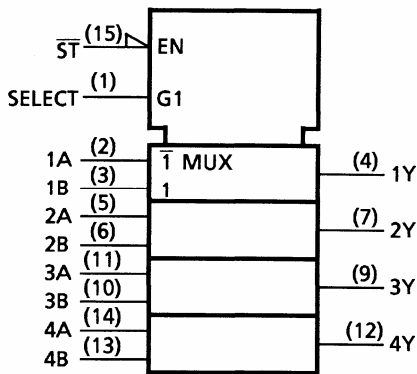 S̅T̅ (15) EN
SELECT (1) G1
1A (2) 1̅ MUX (4) 1Y
1B (3) 1
2A (5) (7) 2Y
2B (6)
3A (11) (9) 3Y
3B (10)
4A (14) (12) 4Y
4B (13)